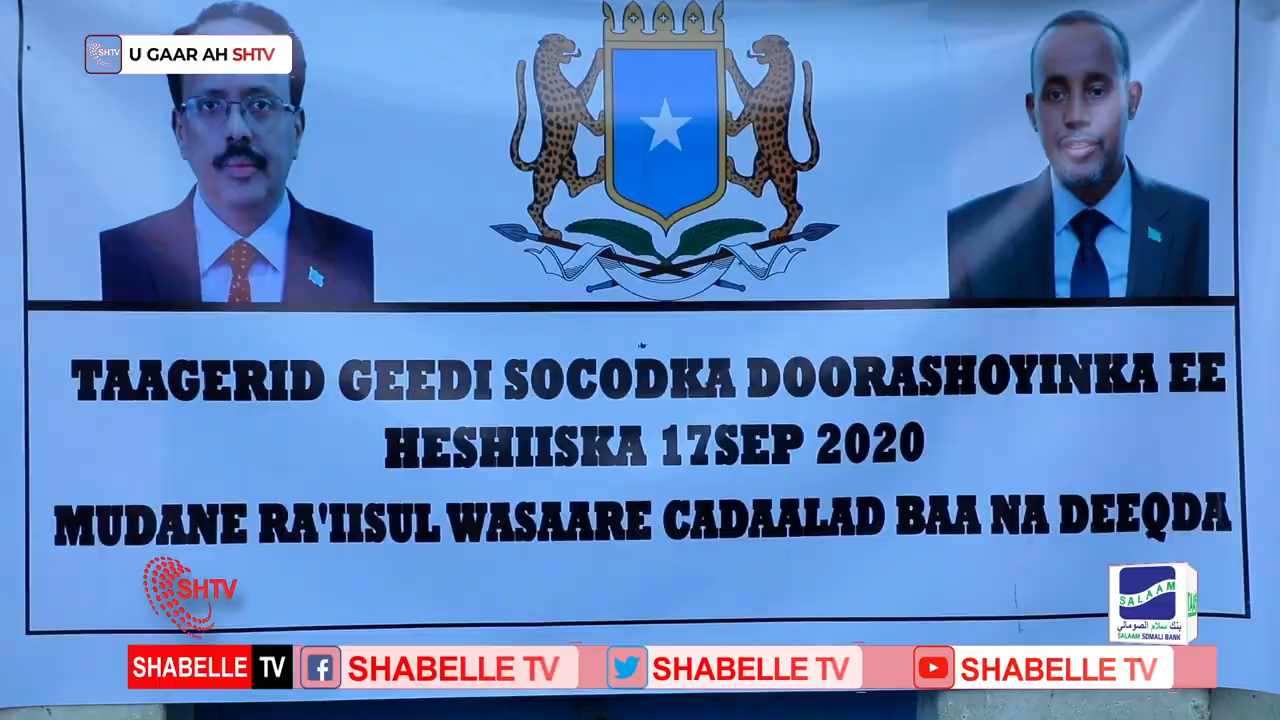 SHTV U GAAR AH SHTV
TAAGERID GEEDI SOCODKA DOORASHOYINKA EE
HESHIISKA 17SEP 2020
MUDANE RA'IISUL WASAARE CADAALAD BAA NA DEEQDA
SHTV
SALAAM
بنك سلام الصومالي
SALAAM SOMALI BANK
SHABELLE TV SHABELLE TV SHABELLE TV SHABELLE TV